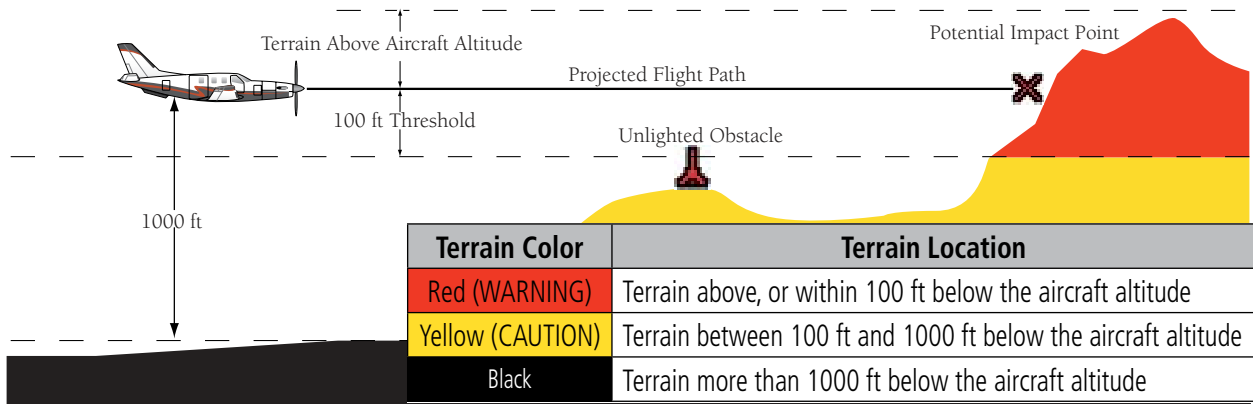 Terrain Above Aircraft Altitude
Potential Impact Point
Projected Flight Path
100 ft Threshold
Unlighted Obstacle
1000 ft
Terrain Color Terrain Location
Red (WARNING) Terrain above, or within 100 ft below the aircraft altitude
Yellow (CAUTION) Terrain between 100 ft and 1000 ft below the aircraft altitude
Black Terrain more than 1000 ft below the aircraft altitude